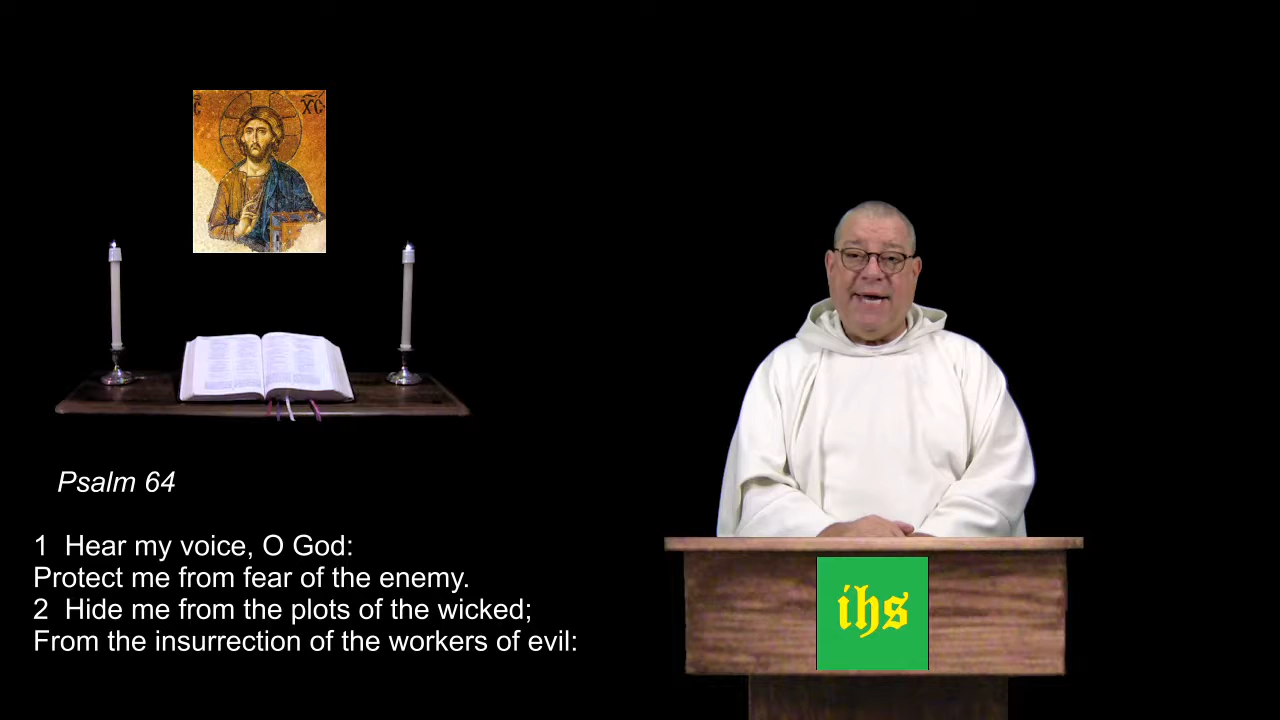 XC
Psalm 64
1 Hear my voice, O God:
Protect me from fear of the enemy.
2 Hide me from the plots of the wicked;
From the insurrection of the workers of evil:
ihs